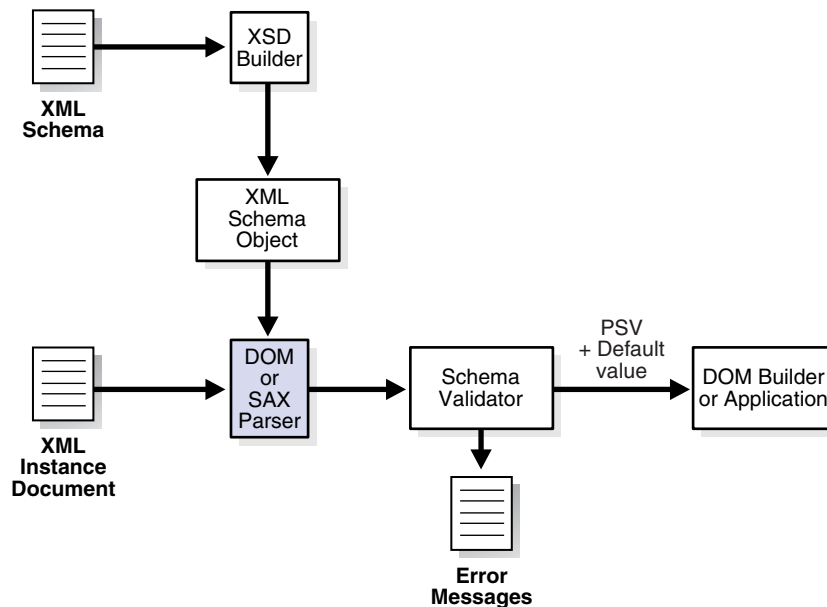 XSD
Builder
XML
Schema
XML
Schema
Object
DOM
or
SAX
Parser
PSV
+ Default
value
Schema
Validator
DOM Builder
or Application
XML
Instance
Document
Error
Messages